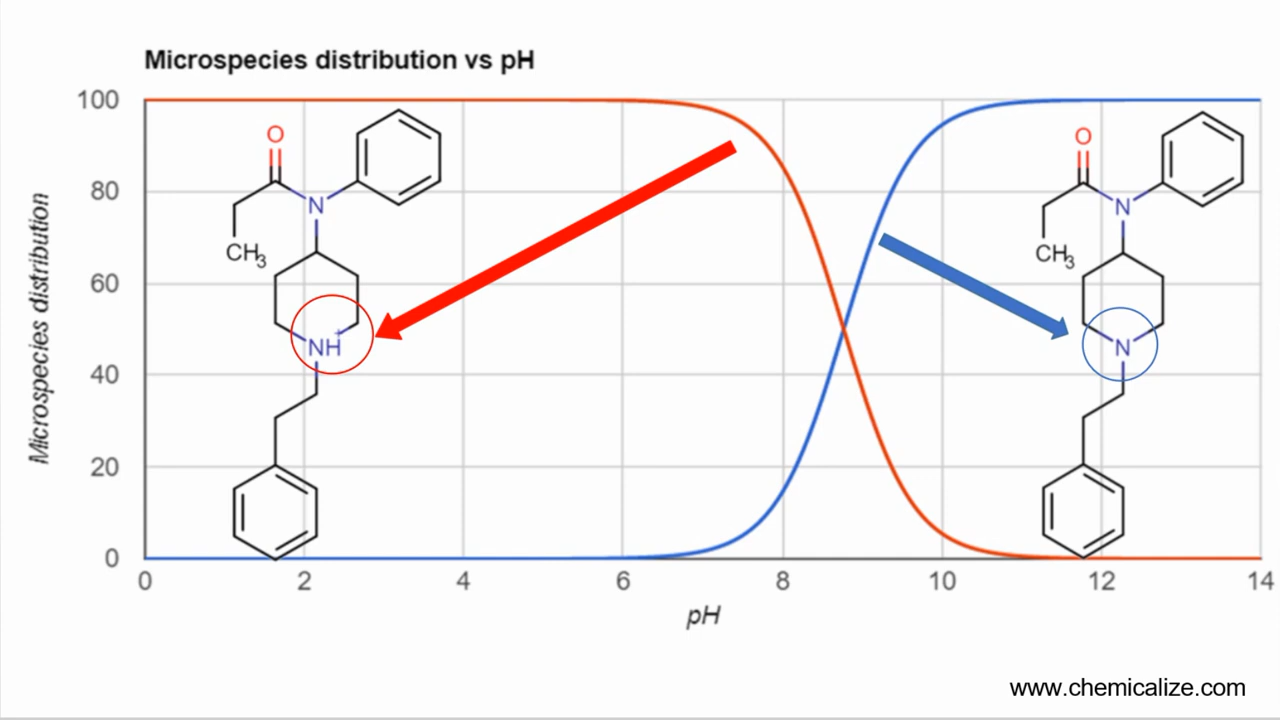 Microspecies distribution vs pH
100
80
60
40
20
0
Microspecies distribution
0 2 4 6 8 10 12 14
pH
O
N
CH3
NH+
O
N
CH3
N
www.chemicalize.com